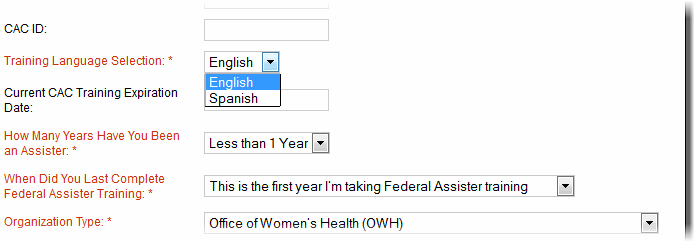 CAC ID:
Training Language Selection: * English
English
Spanish
Current CAC Training Expiration
Date:
How Many Years Have You Been
an Assister: * Less than 1 Year
When Did You Last Complete
Federal Assister Training: * This is the first year I'm taking Federal Assister training
Organization Type: * Office of Women's Health (OWH)